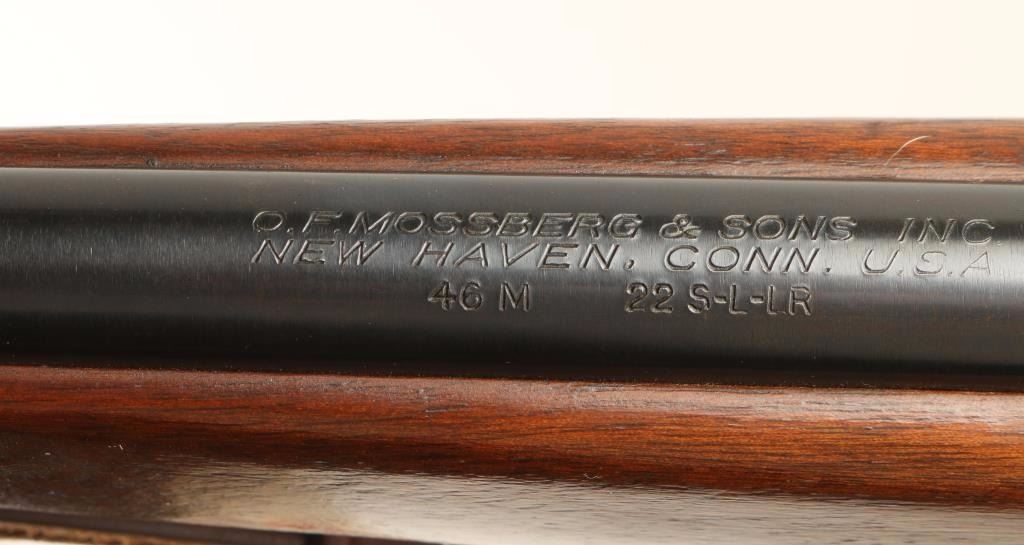 O.F. MOSSBERG & SONS INC.
NEW HAVEN, CONN. U.S.A
46 M 22 S-L-LR